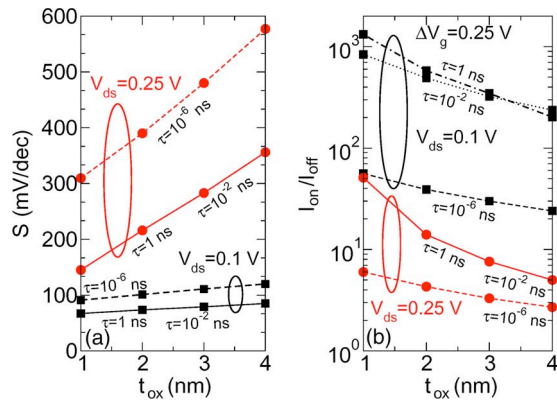 600
500
400
300
200
100
0
S (mV/dec)
V_ds=0.25 V
τ=10^-6 ns
τ=1 ns
τ=10^-2 ns
V_ds=0.1 V
τ=10^-6 ns
τ=1 ns
τ=10^-2 ns
(a)
1 2 3 4
t_ox (nm)
10^3
10^2
10^1
10^0
I_on/I_off
ΔV_g=0.25 V
τ=1 ns
τ=10^-2 ns
V_ds=0.1 V
τ=10^-6 ns
τ=1 ns
τ=10^-2 ns
V_ds=0.25 V
τ=10^-6 ns
(b)
1 2 3 4
t_ox (nm)